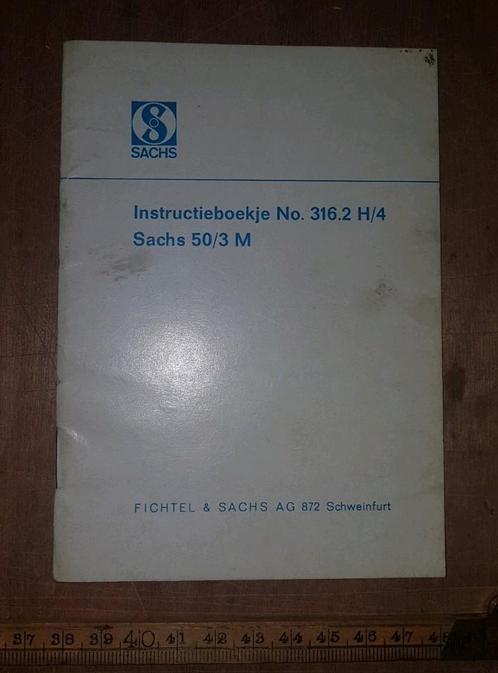 SACHS
Instructieboekje No. 316.2 H/4
Sachs 50/3 M
FICHTEL & SACHS AG 872 Schweinfurt
37 38 39 40 41 42 43 44 45 46 47 48